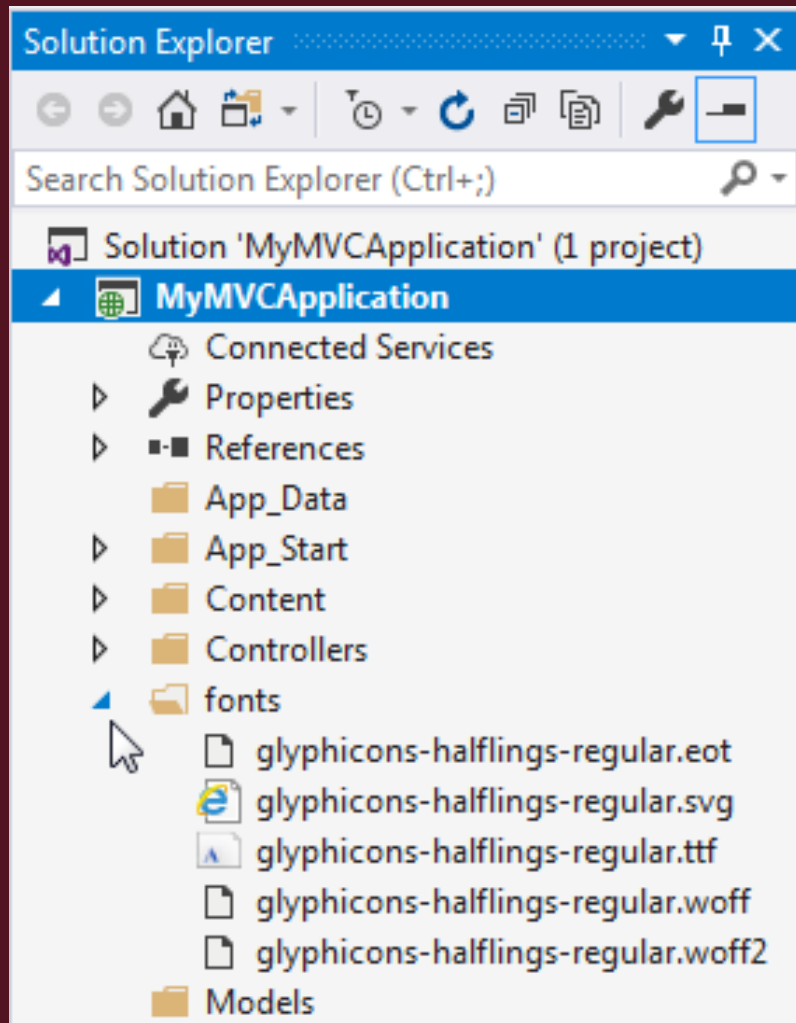 Solution Explorer
Search Solution Explorer (Ctrl+;)
Solution 'MyMVCApplication' (1 project)
MyMVCApplication
Connected Services
Properties
References
App_Data
App_Start
Content
Controllers
fonts
glyphicons-halflings-regular.eot
glyphicons-halflings-regular.svg
glyphicons-halflings-regular.ttf
glyphicons-halflings-regular.woff
glyphicons-halflings-regular.woff2
Models